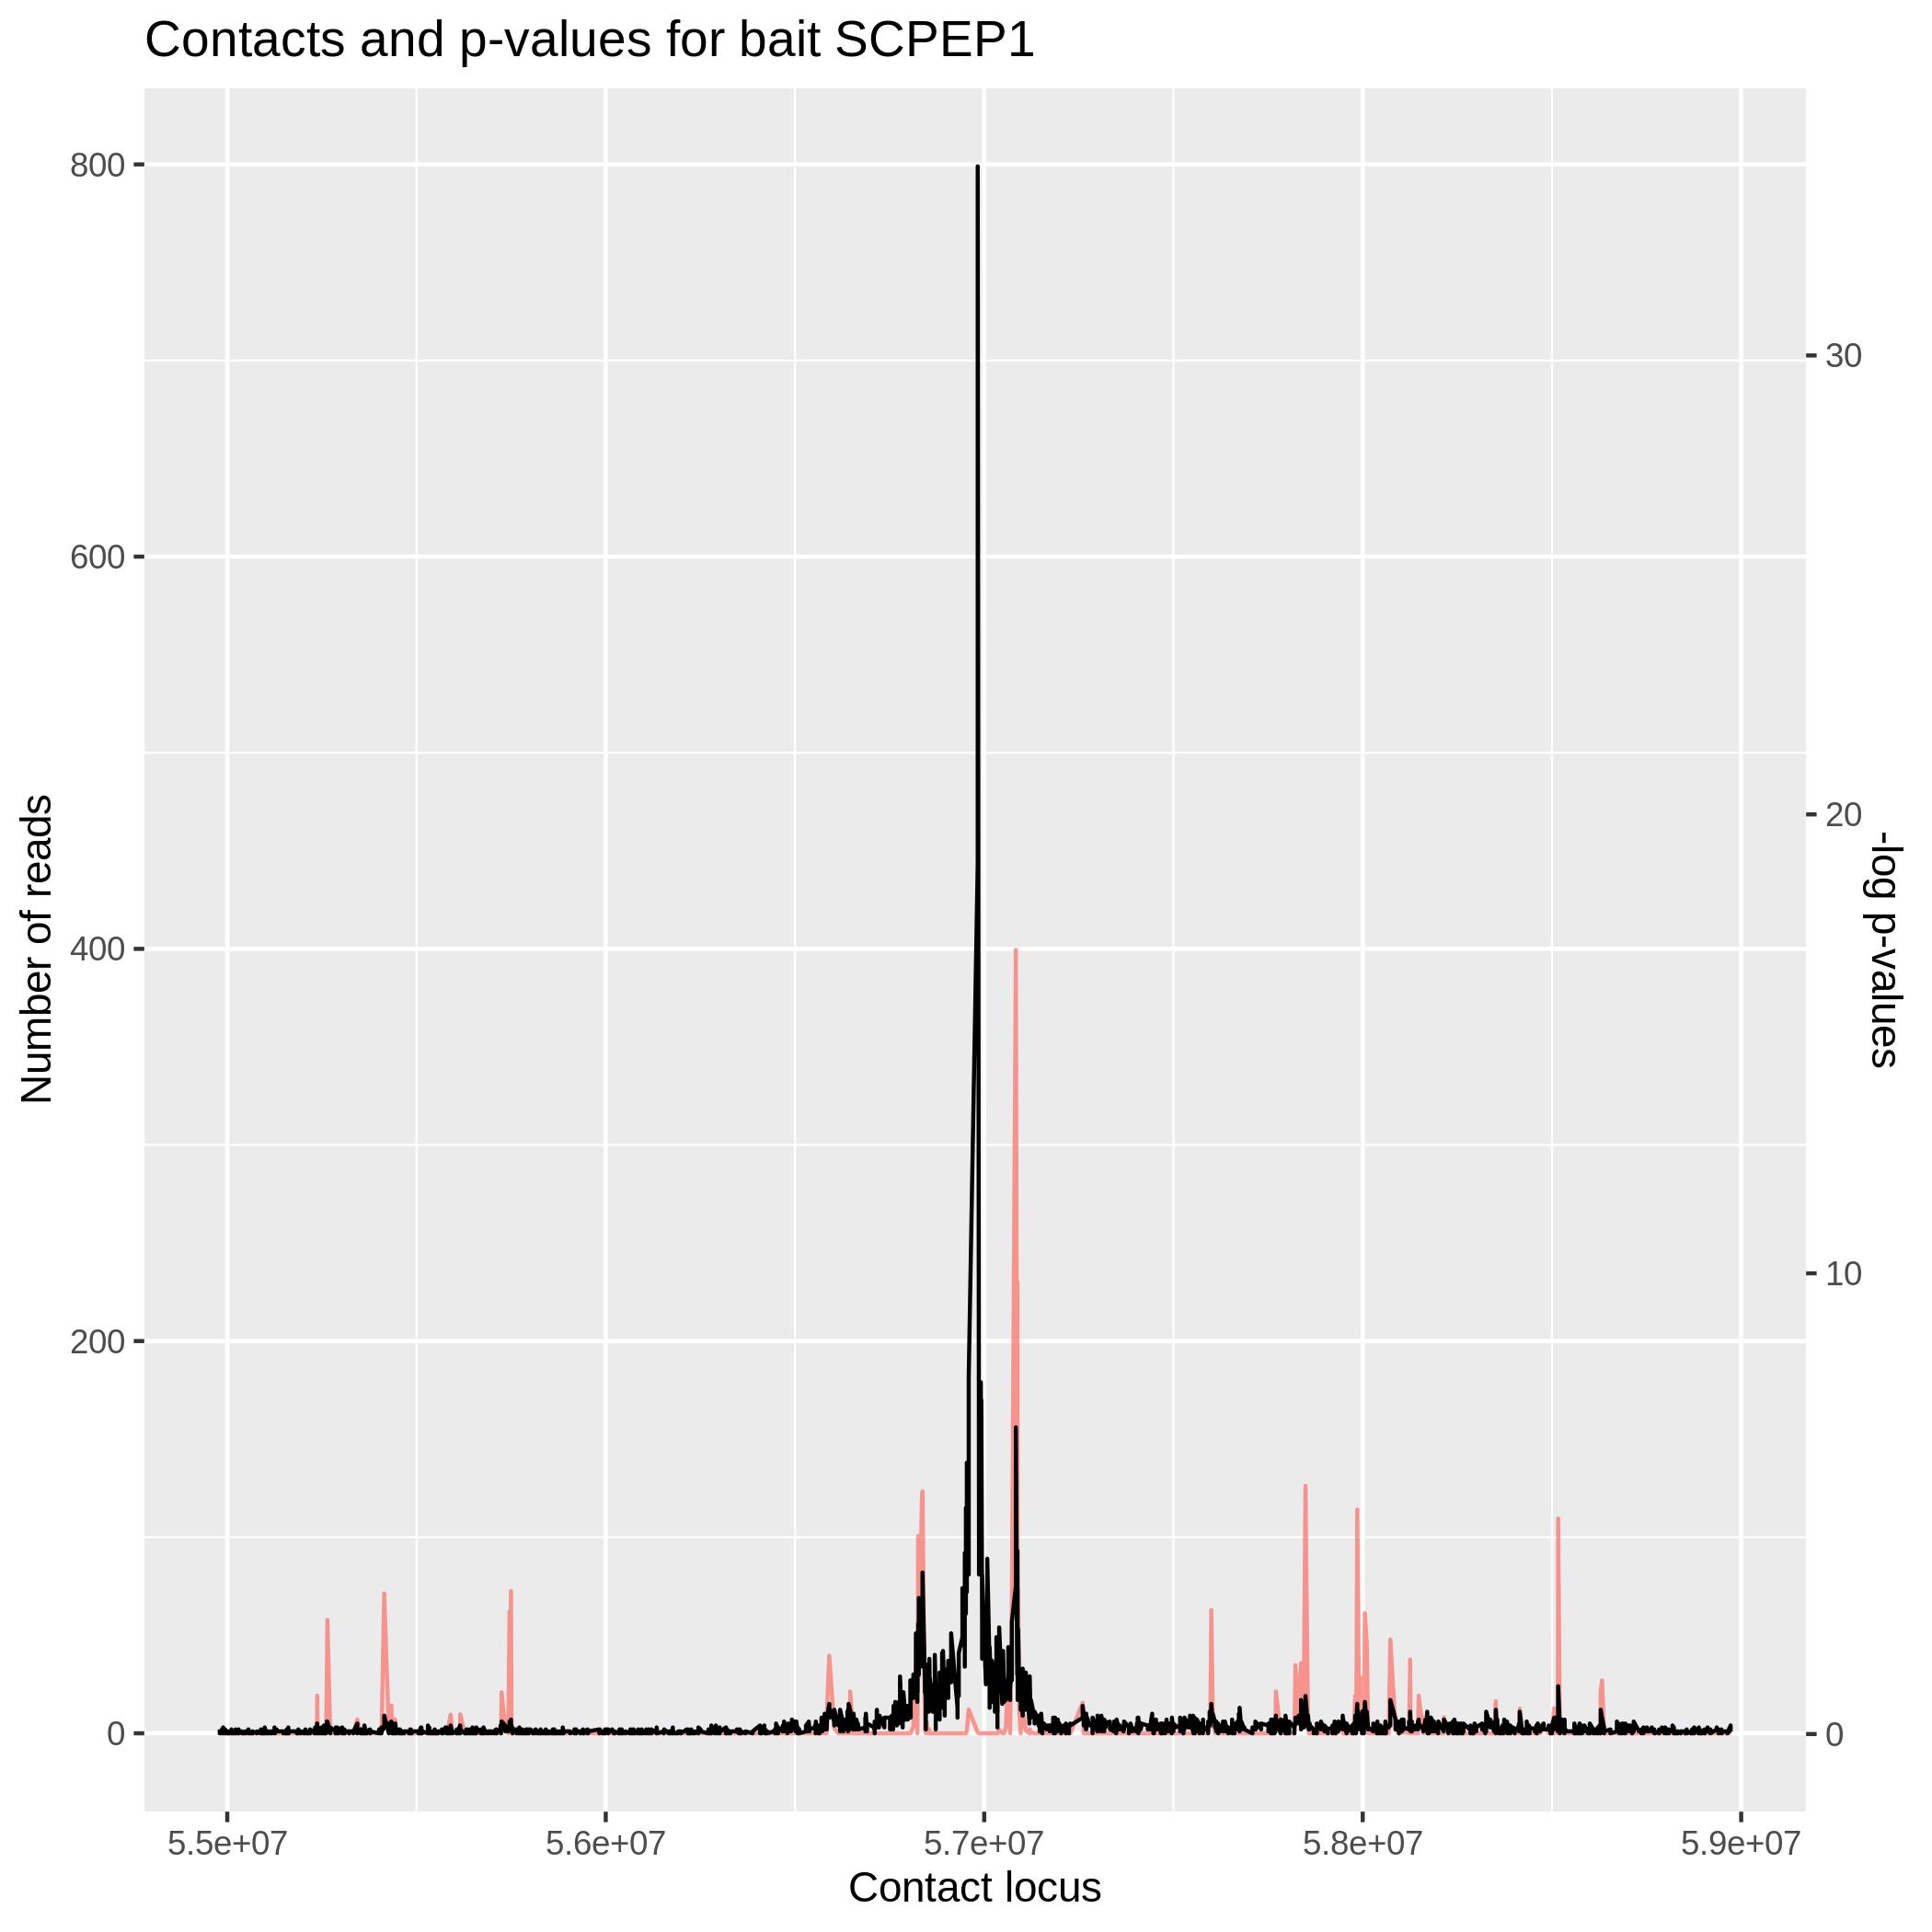 Contacts and p-values for bait SCPEP1
800
600
400
200
0
Number of reads
30
20
10
0
-log p-values
5.5e+07
5.6e+07
5.7e+07
5.8e+07
5.9e+07
Contact locus